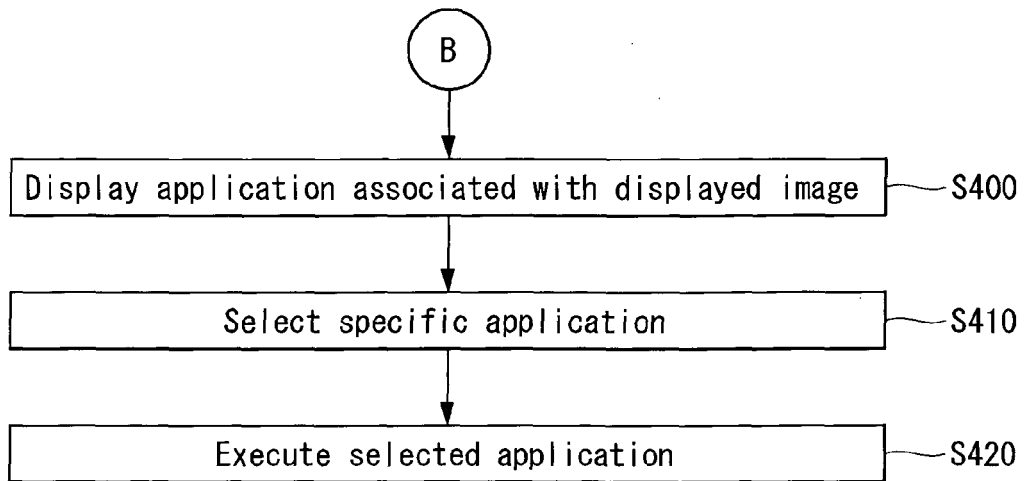 B
Display application associated with displayed image S400
Select specific application S410
Execute selected application S420